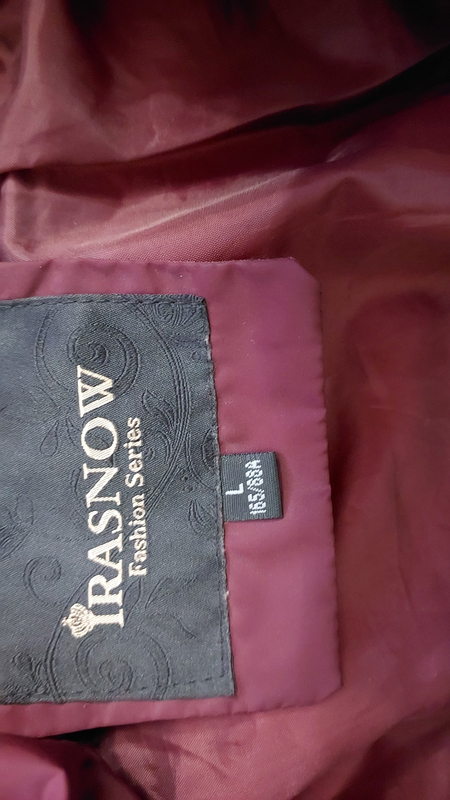 IRASNOW
Fashion Series
L
165/88A